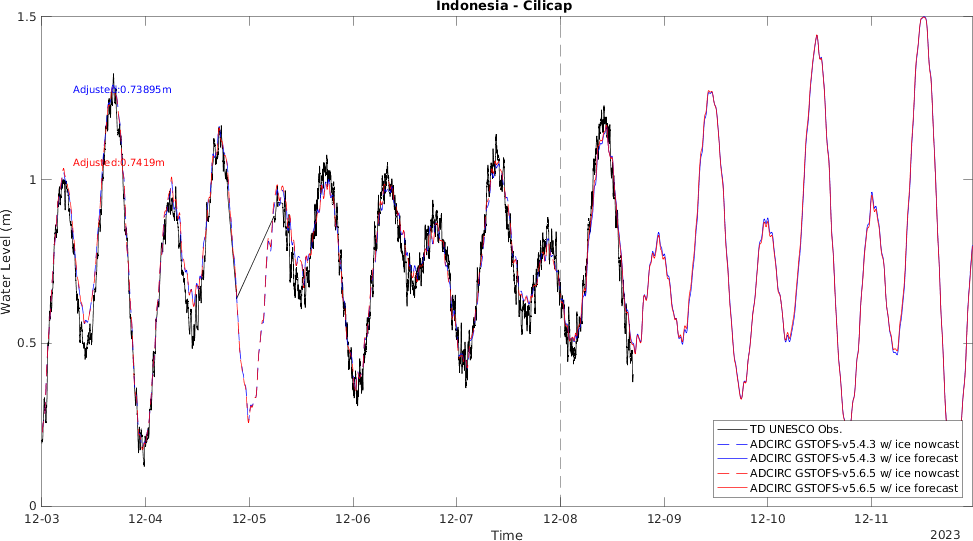 Indonesia - Cilicap
1.5
Adjusted:0.73895m
Adjusted:0.7419m
1
Water Level (m)
0.5
0
TD UNESCO Obs.
ADCIRC GSTOFS-v5.4.3 w/ ice nowcast
ADCIRC GSTOFS-v5.4.3 w/ ice forecast
ADCIRC GSTOFS-v5.6.5 w/ ice nowcast
ADCIRC GSTOFS-v5.6.5 w/ ice forecast
12-03 12-04 12-05 12-06 12-07 12-08 12-09 12-10 12-11
Time
2023